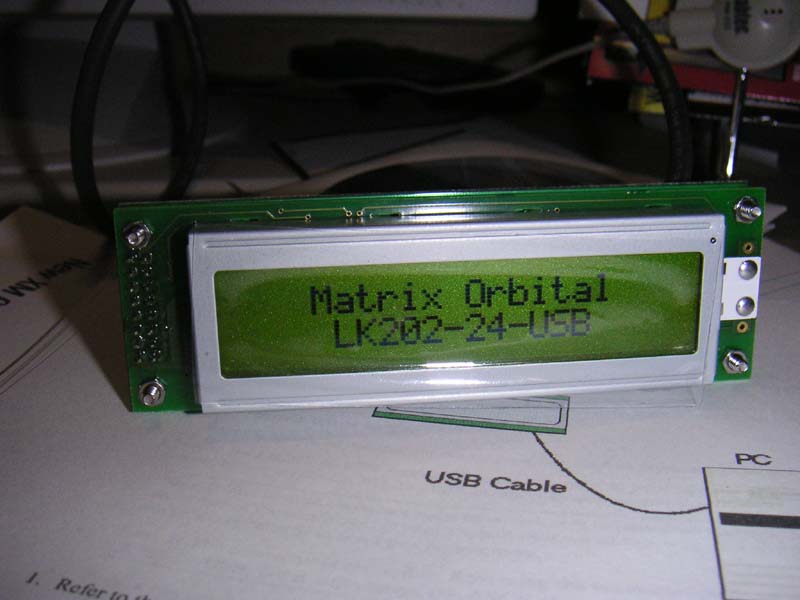 Matrix Orbital
LK202-24-USB
PC
USB Cable
1. Refer to the